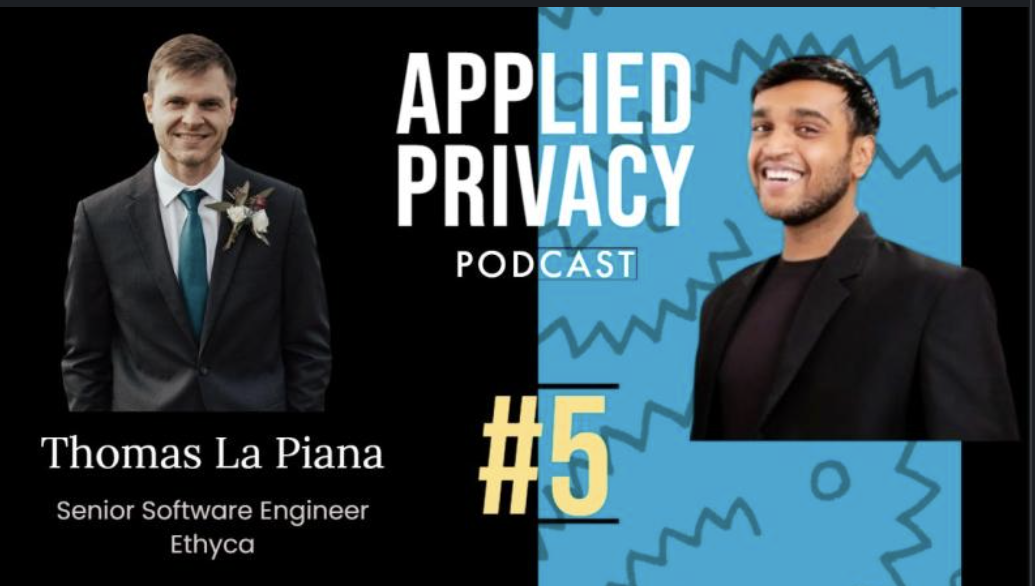 APPLIED
PRIVACY
PODCAST
#5
Thomas La Piana
Senior Software Engineer
Ethyca